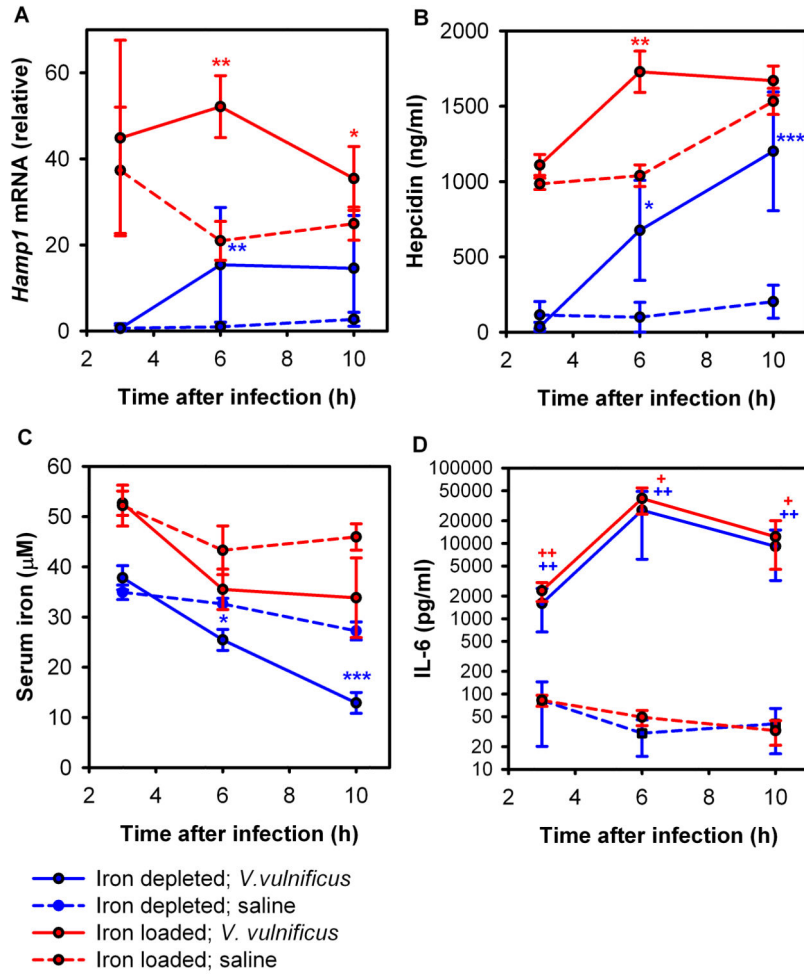 A
Hamp1 mRNA (relative)
60
40
20
0
**
*
**
2 4 6 8 10
Time after infection (h)
B
Hepcidin (ng/ml)
2000
1500
1000
500
0
**
***
*
2 4 6 8 10
Time after infection (h)
C
Serum iron (μM)
60
50
40
30
20
10
0
*
***
2 4 6 8 10
Time after infection (h)
D
IL-6 (pg/ml)
100000
50000
20000
10000
5000
2000
1000
500
200
100
50
20
10
++
++
+
++
+
++
2 4 6 8 10
Time after infection (h)
Iron depleted; V.vulnificus
Iron depleted; saline
Iron loaded; V. vulnificus
Iron loaded; saline